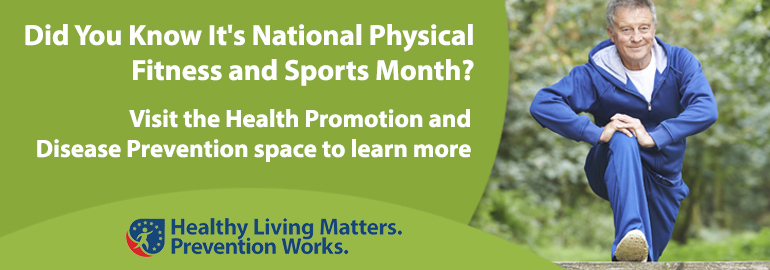 Did You Know It's National Physical
Fitness and Sports Month?
Visit the Health Promotion and
Disease Prevention space to learn more
Healthy Living Matters.
Prevention Works.